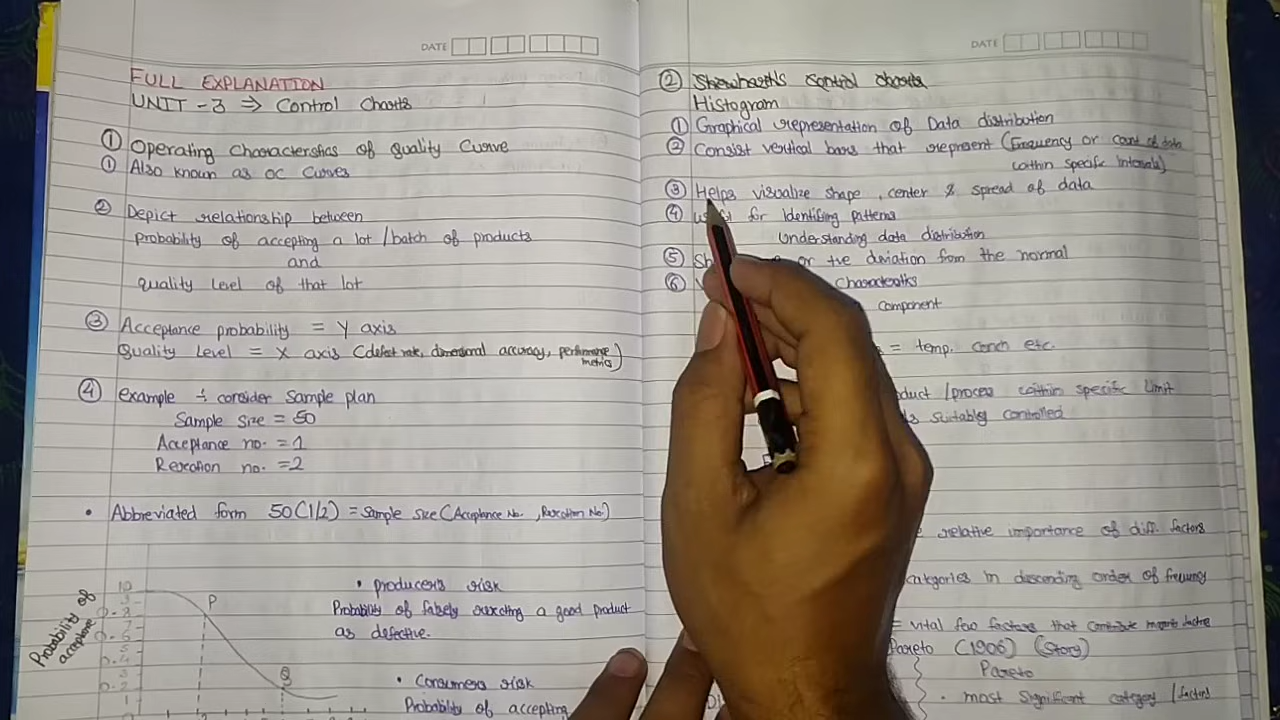 DATE
FULL EXPLANATION
UNIT - 3 ⇒ Control Charts
① Operating Characterstics of quality Curve
① Also known as OC Curves
② Depict relationship between
probability of accepting a lot / batch of products
and
quality level of that lot
③ Acceptance probability = Y axis
Quality Level = X axis (defect rate, dimensional accuracy, performance metrics)
④ example ÷ consider Sample plan
Sample size = 50
Acceptance no. = 1
Rejection no. = 2
• Abbreviated form 50(1/2) = Sample size (Acceptance No. , Rejection No)
Probability of acceptance
P
Q
• producers risk
Probability of falsely rejecting a good product
as defective.
• Consumers risk
Probability of accepting
DATE
② Shewharts control charts
Histogram
① Graphical representation of Data distribution
② Consist vertical bars that represent (Frequency or count of data
within specific Intervals)
③ Helps visualize shape , center & spread of data
④ for Identifying patterns
Understanding data distribution
⑤ or +ve deviation from the normal
⑥ Characteristics
component
= temp. conch etc.
/process within specific limit
suitably controlled
relative importance of diff. factors
categories in descending order of frequency
= vital few factors that contribute
Pareto (1906) (Story)
Pareto
• most significant category / factors